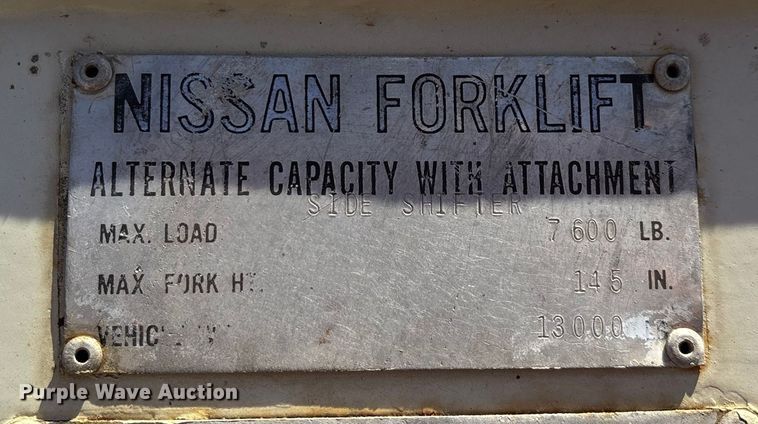 NISSAN FORKLIFT
ALTERNATE CAPACITY WITH ATTACHMENT
SIDE SHIFTER
MAX. LOAD 7600 LB.
MAX FORK HT. 145 IN.
13000
Purple Wave Auction